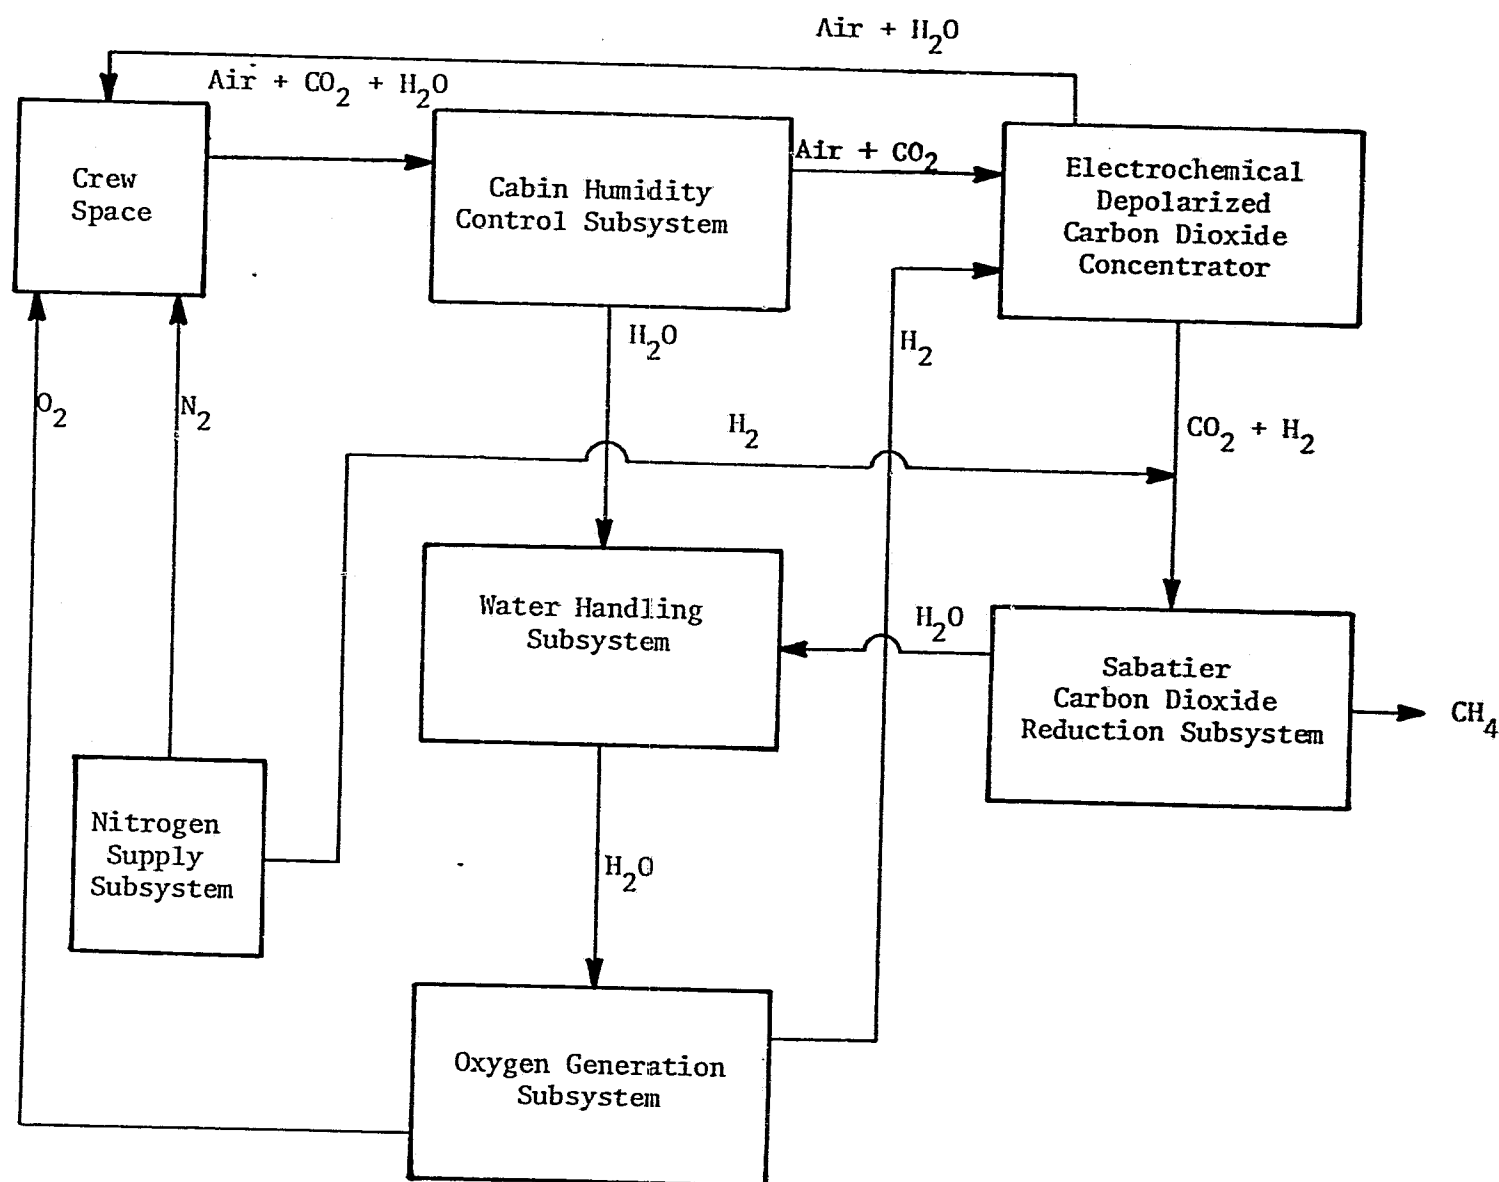 Air + H2O
Air + CO2 + H2O
Crew
Space
Cabin Humidity
Control Subsystem
Air + CO2
Electrochemical
Depolarized
Carbon Dioxide
Concentrator
H2O
H2
O2
N2
H2
CO2 + H2
Water Handling
Subsystem
H2O
Sabatier
Carbon Dioxide
Reduction Subsystem
CH4
Nitrogen
Supply
Subsystem
H2O
Oxygen Generation
Subsystem